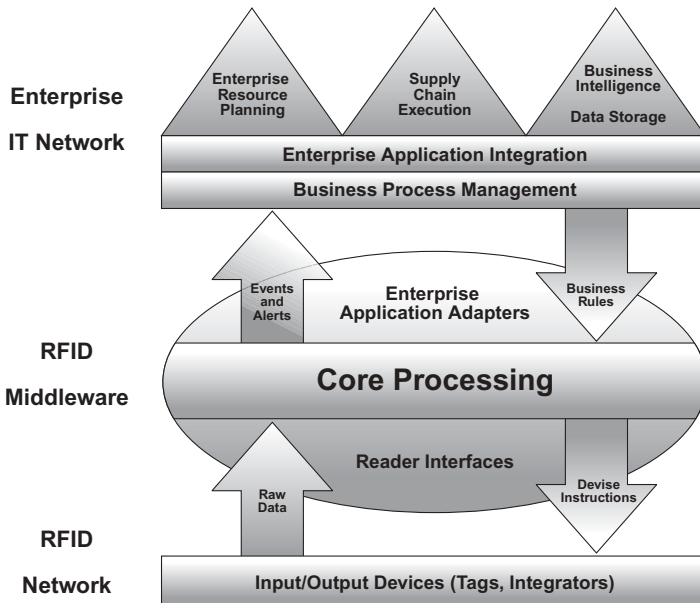 Enterprise
IT Network
Enterprise
Resource
Planning
Supply
Chain
Execution
Business
Intelligence
Data Storage
Enterprise Application Integration
Business Process Management
Events
and
Alerts
Enterprise
Application Adapters
Business
Rules
RFID
Middleware
Core Processing
Reader Interfaces
Raw
Data
Devise
Instructions
RFID
Network
Input/Output Devices (Tags, Integrators)